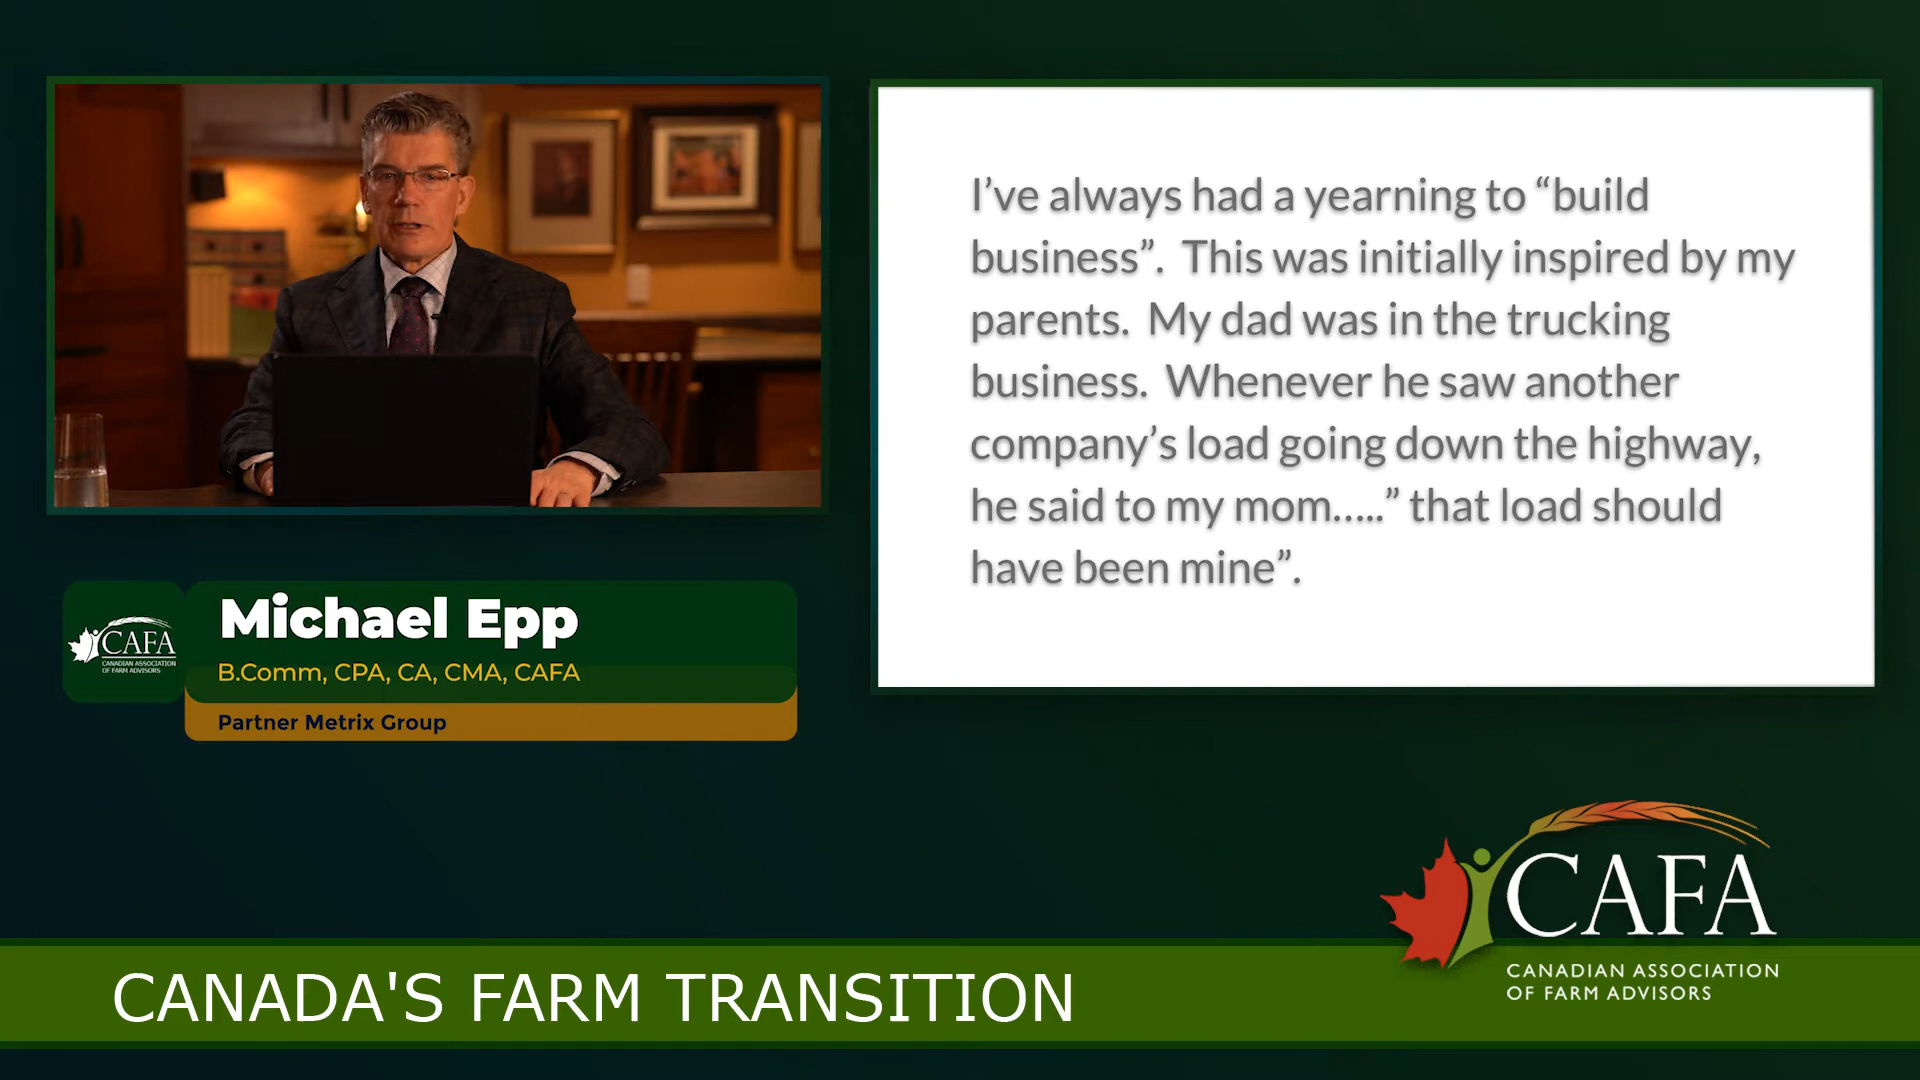 I’ve always had a yearning to “build
business”.  This was initially inspired by my
parents.  My dad was in the trucking
business.  Whenever he saw another
company’s load going down the highway,
he said to my mom…..” that load should
have been mine”.
CAFA
CANADIAN ASSOCIATION
OF FARM ADVISORS
Michael Epp
B.Comm, CPA, CA, CMA, CAFA
Partner Metrix Group
CAFA
CANADIAN ASSOCIATION
OF FARM ADVISORS
CANADA'S FARM TRANSITION